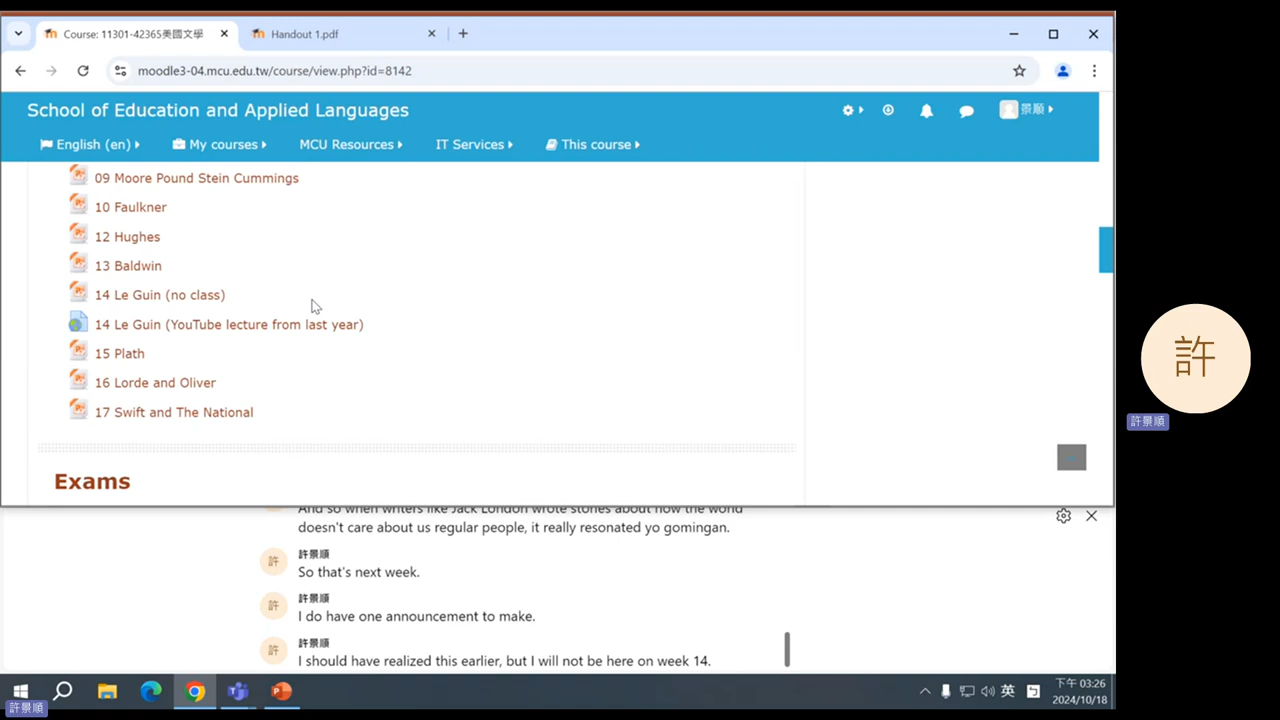 Course: 11301-42365美國文學
Handout 1.pdf
moodle3-04.mcu.edu.tw/course/view.php?id=8142
School of Education and Applied Languages
景順
English (en)
My courses
MCU Resources
IT Services
This course
09 Moore Pound Stein Cummings
10 Faulkner
12 Hughes
13 Baldwin
14 Le Guin (no class)
14 Le Guin (YouTube lecture from last year)
15 Plath
16 Lorde and Oliver
17 Swift and The National
Exams
And so when writers like Jack London wrote stories about how the world
doesn't care about us regular people, it really resonated yo gomingan.
許
許景順
So that's next week.
許
許景順
I do have one announcement to make.
許
許景順
I should have realized this earlier, but I will not be here on week 14.
許
許景順
英
ㄅ
下午 03:26
2024/10/18
許景順